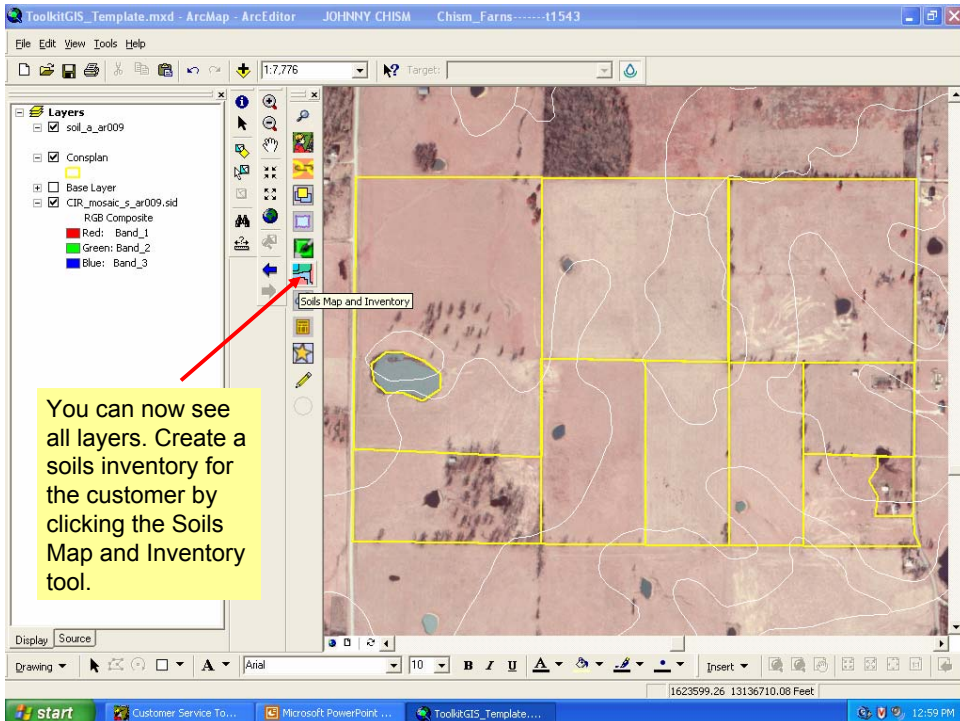 ToolkitGIS_Template.mxd - ArcMap - ArcEditor JOHNNY CHISM Chism_Farns-------t1543
File Edit View Tools Help
1:7,776
Target:
Layers
soil_a_ar009
Consplan
Base Layer
CIR_mosaic_s_ar009.sid
RGB Composite
Red: Band_1
Green: Band_2
Blue: Band_3
Soils Map and Inventory
You can now see
all layers. Create a
soils inventory for
the customer by
clicking the Soils
Map and Inventory
tool.
Display Source
Drawing A Arial 10 B I U A Insert
1623599.26 13136710.08 Feet
start Customer Service To... Microsoft PowerPoint ... ToolkitGIS_Template.... 12:59 PM